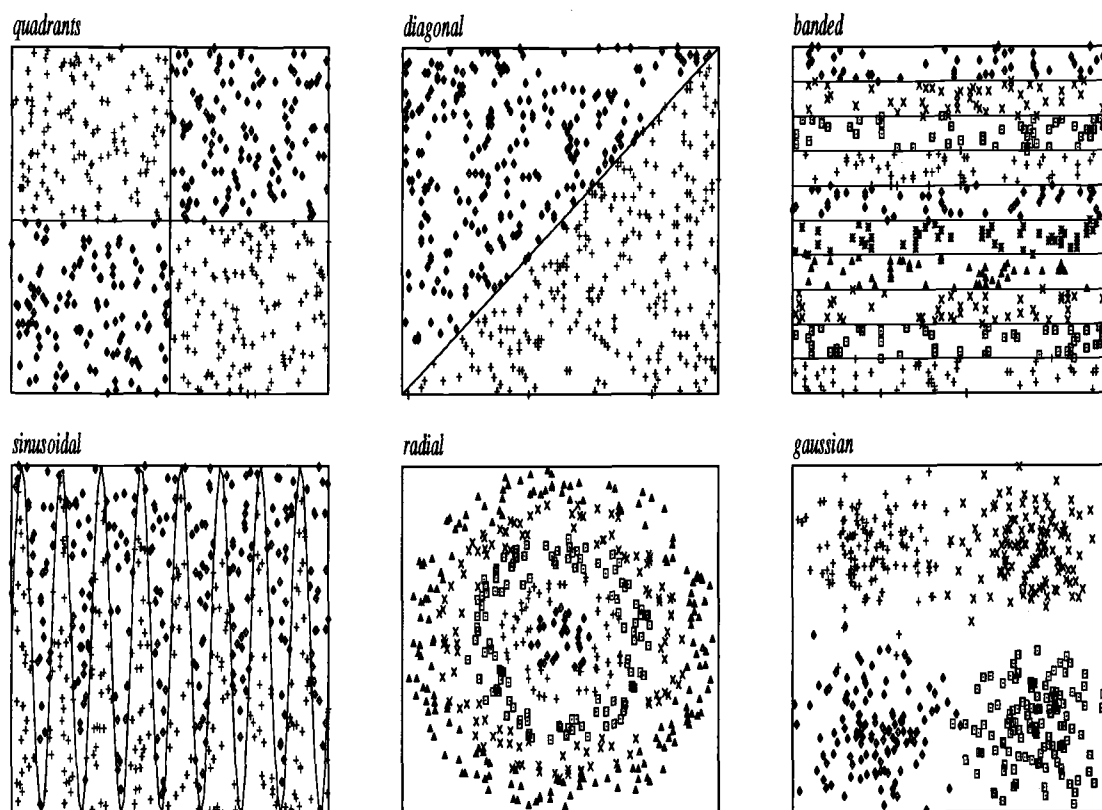 quadrants
diagonal
banded
sinusoidal
radial
gaussian